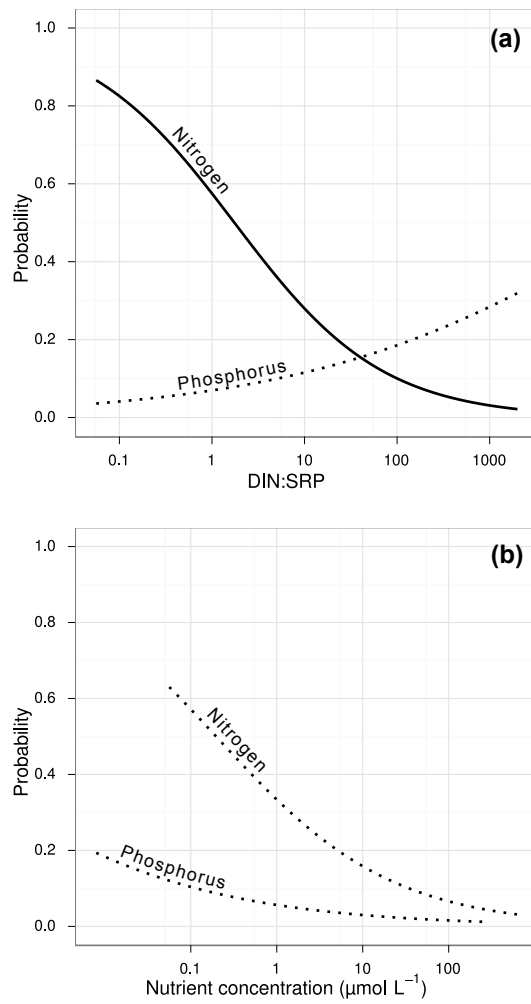 (a)
Probability
1.0
0.8
0.6
0.4
0.2
0.0
Nitrogen
Phosphorus
0.1 1 10 100 1000
DIN:SRP
(b)
Probability
1.0
0.8
0.6
0.4
0.2
0.0
Nitrogen
Phosphorus
0.1 1 10 100
Nutrient concentration (µmol L⁻¹)